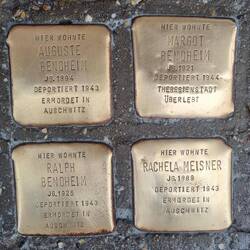 HIER WOHNTE
AUGUSTE
BENDHEIM
JG. 1894
DEPORTIERT 1943
ERMORDET IN
AUSCHWITZ
HIER WOHNTE
MARGOT
BENDHEIM
JG. 1921
DEPORTIERT 1944
THERESIENSTADT
ÜBERLEBT
HIER WOHNTE
RALPH
BENDHEIM
JG. 1925
DEPORTIERT 1943
ERMORDET IN
AUSCHWITZ
HIER WOHNTE
RACHELA MEISNER
DEPORTIERT 1943
ERMORDET IN
AUSCHWITZ